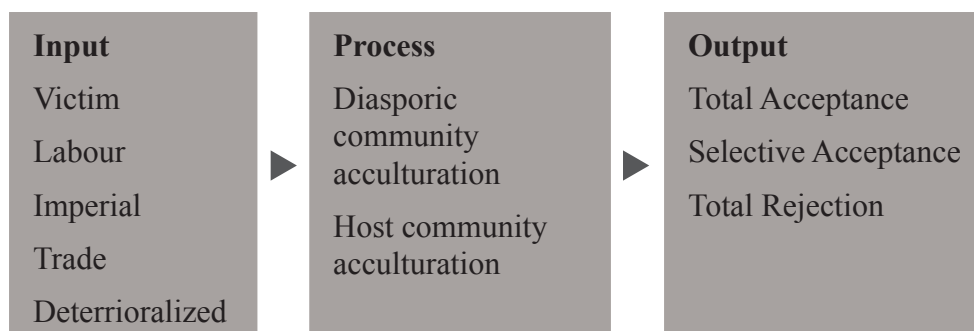 Input
Victim
Labour
Imperial
Trade
Deterrioralized
Process
Diasporic
community
acculturation
Host community
acculturation
Output
Total Acceptance
Selective Acceptance
Total Rejection